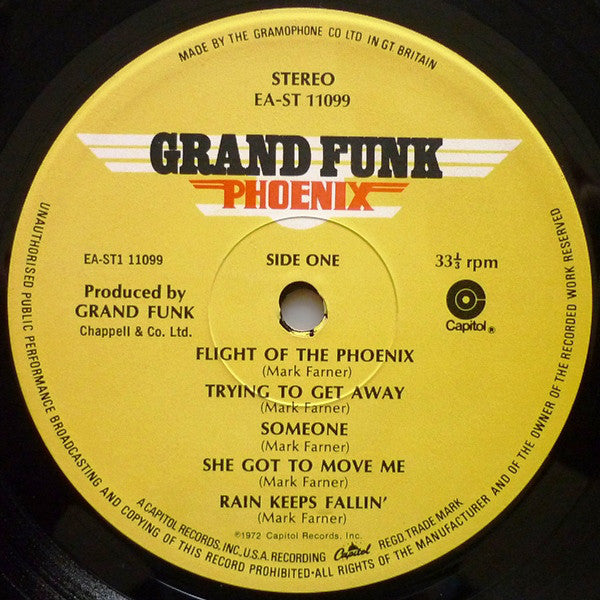 MADE BY THE GRAMOPHONE CO LTD IN GT BRITAIN
STEREO
EA-ST 11099
GRAND FUNK
PHOENIX
EA-ST1 11099
SIDE ONE
33⅓ rpm
Produced by
GRAND FUNK
Chappell & Co. Ltd.
Capitol®
FLIGHT OF THE PHOENIX
(Mark Farner)
TRYING TO GET AWAY
(Mark Farner)
SOMEONE
(Mark Farner)
SHE GOT TO MOVE ME
(Mark Farner)
RAIN KEEPS FALLIN'
(Mark Farner)
©1972 Capitol Records, Inc.
A CAPITOL RECORDS, INC., U.S.A. RECORDING Capitol REGD. TRADE MARK
UNAUTHORISED PUBLIC PERFORMANCE BROADCASTING AND COPYING OF THIS RECORD PROHIBITED·ALL RIGHTS OF THE MANUFACTURER AND OF THE OWNER OF THE RECORDED WORK RESERVED